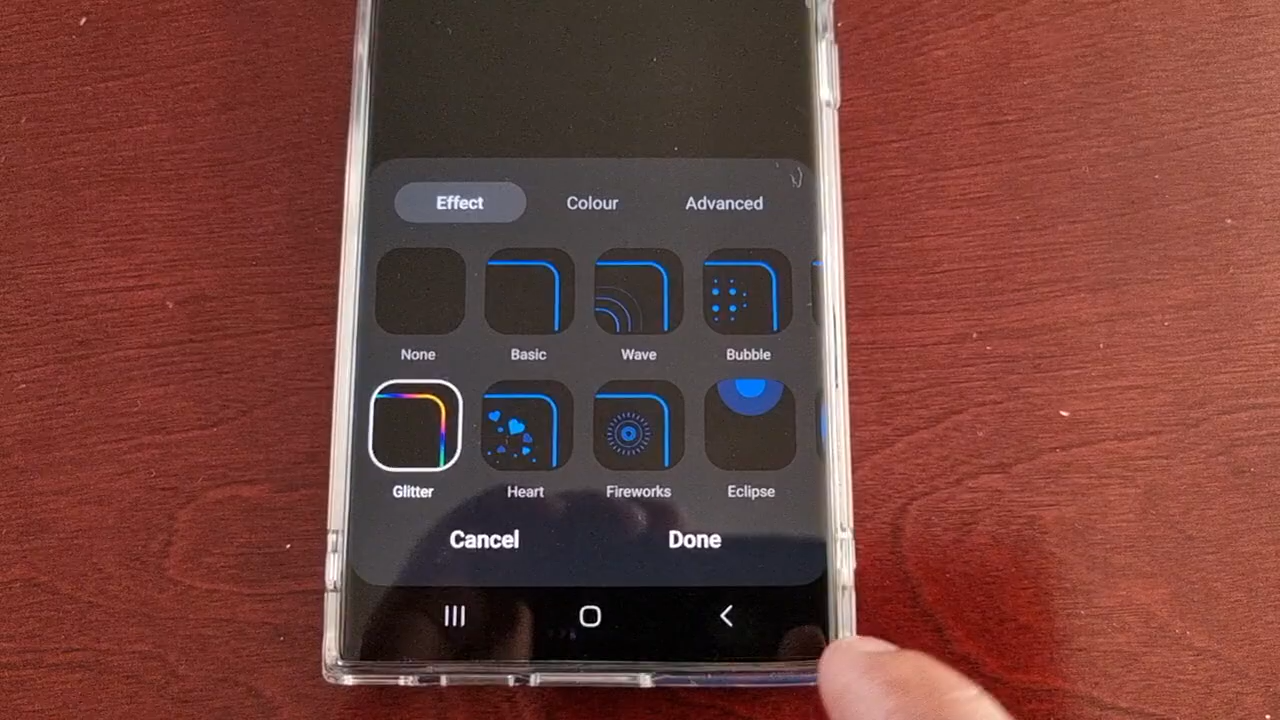 Effect Colour Advanced
None Basic Wave Bubble
Glitter Heart Fireworks Eclipse
Cancel Done